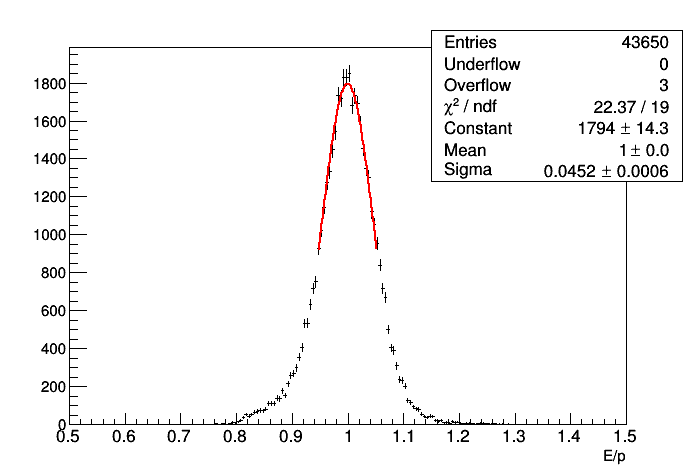 Entries 43650
Underflow 0
Overflow 3
χ² / ndf 22.37 / 19
Constant 1794 ± 14.3
Mean 1 ± 0.0
Sigma 0.0452 ± 0.0006
1800
1600
1400
1200
1000
800
600
400
200
0
0.5 0.6 0.7 0.8 0.9 1 1.1 1.2 1.3 1.4 1.5
E/p